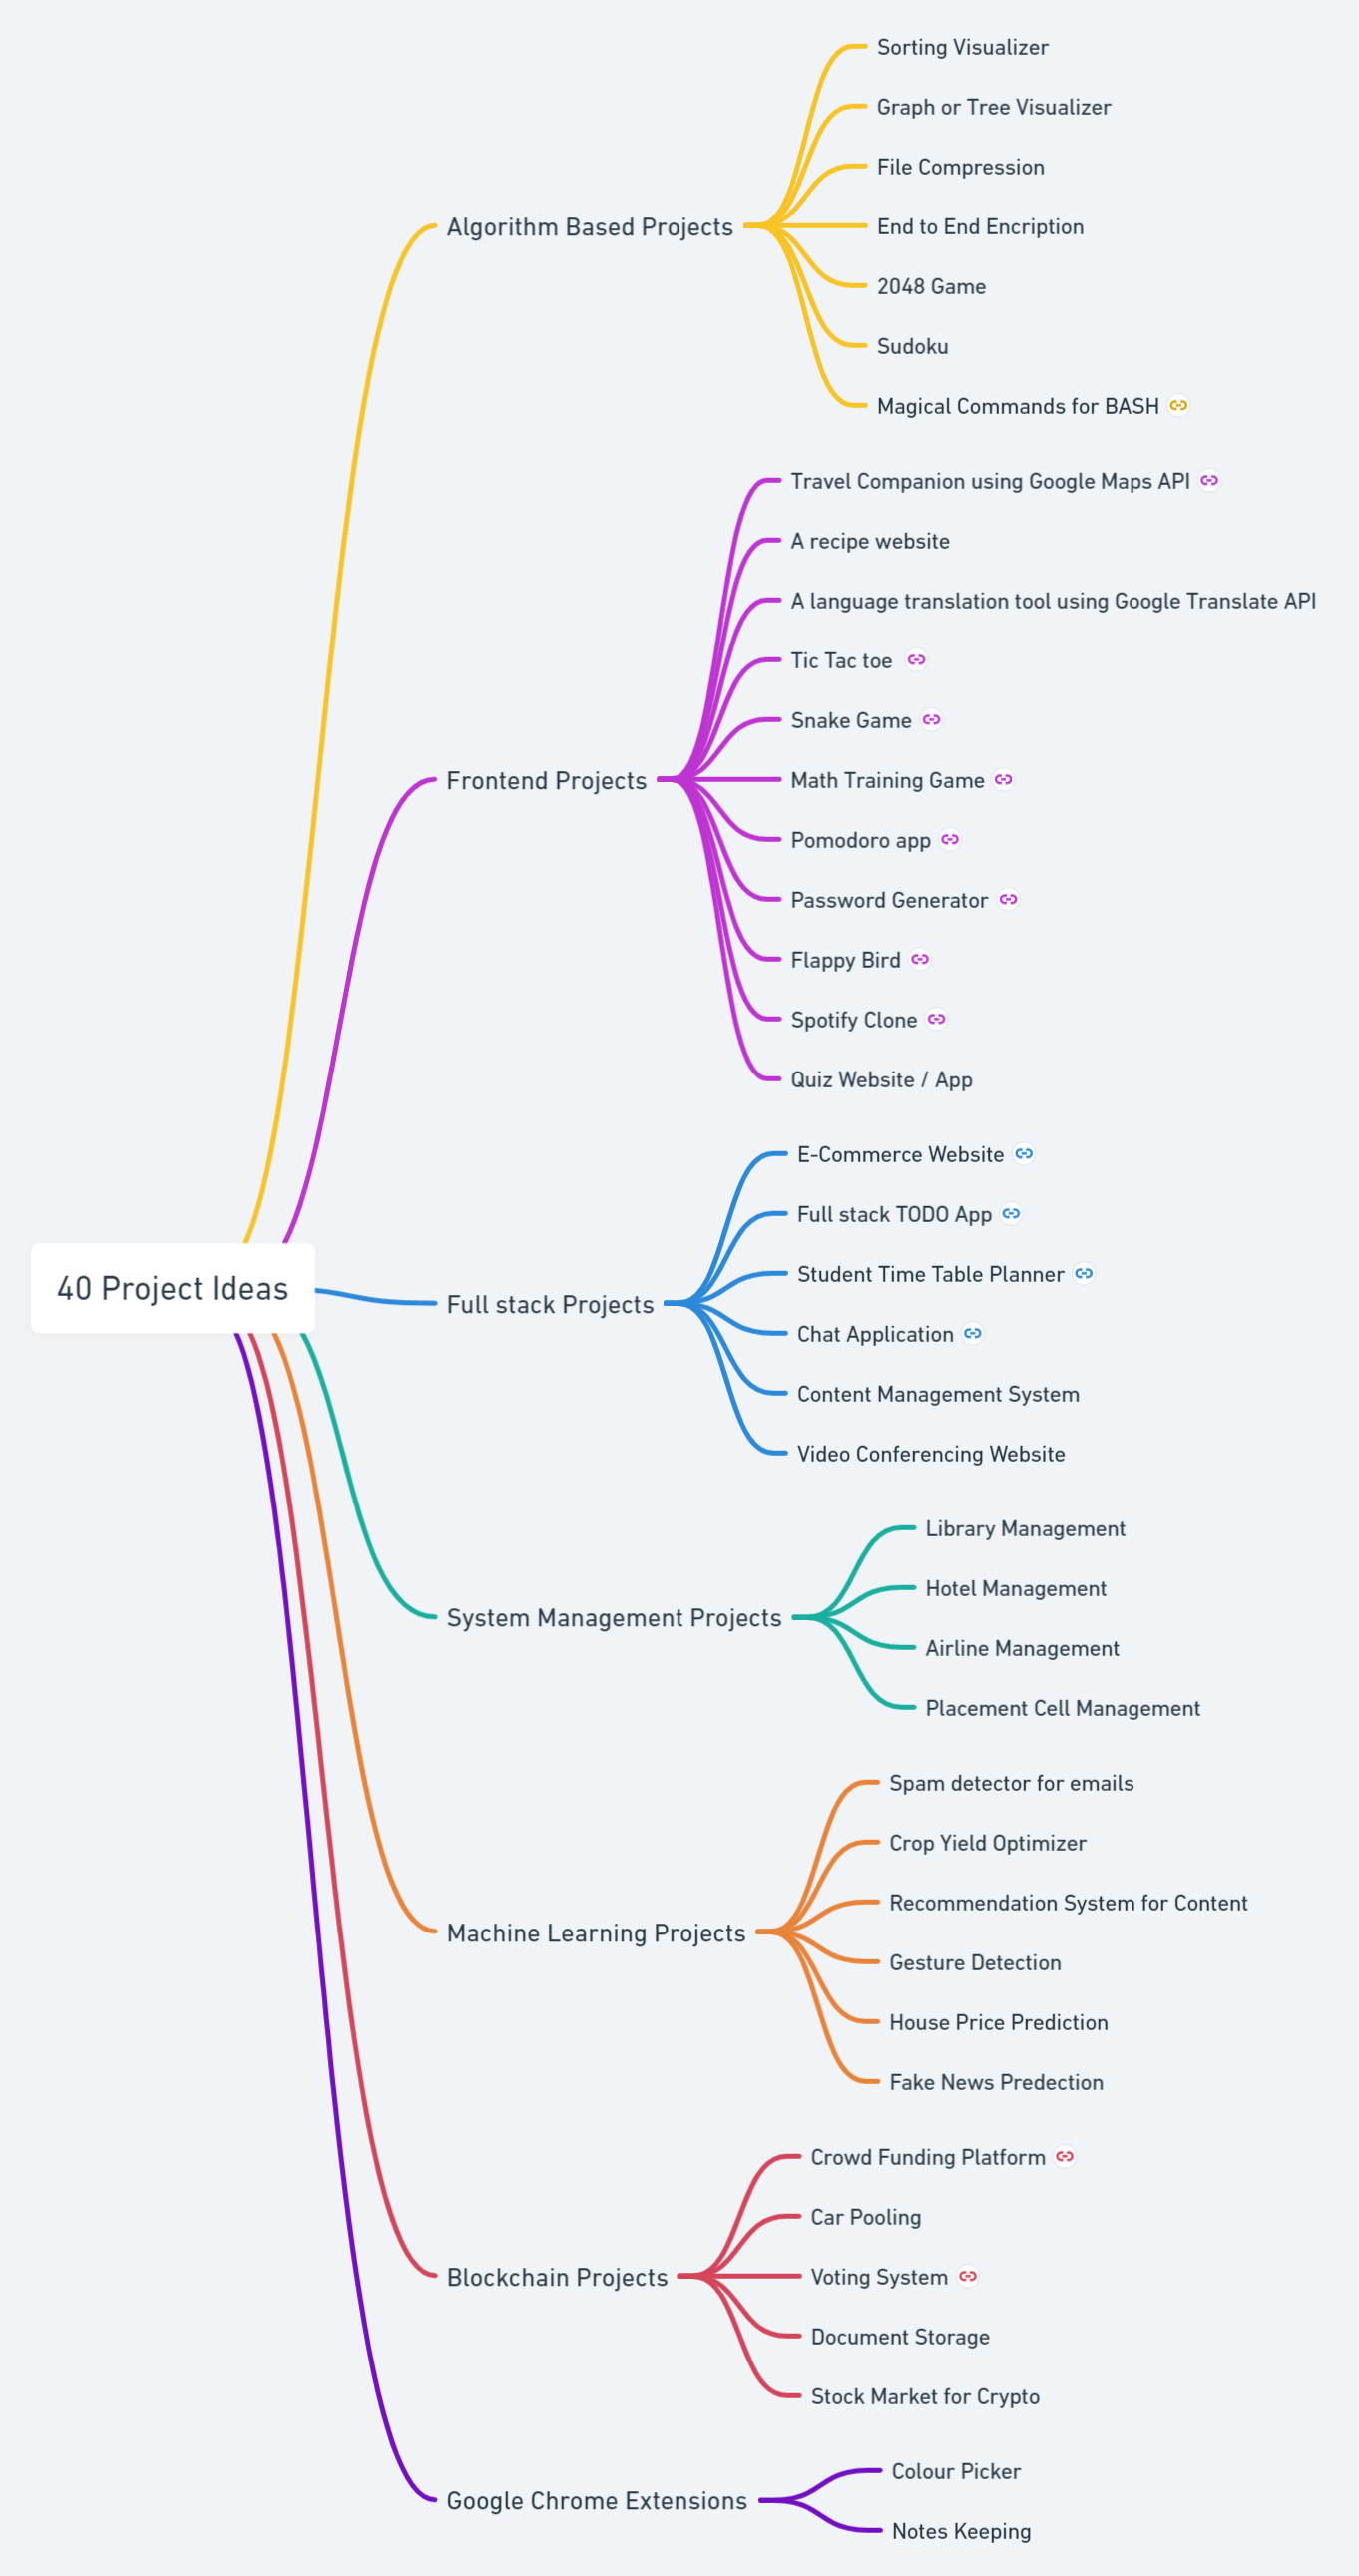 40 Project Ideas
Algorithm Based Projects
Sorting Visualizer
Graph or Tree Visualizer
File Compression
End to End Encription
2048 Game
Sudoku
Magical Commands for BASH
Frontend Projects
Travel Companion using Google Maps API
A recipe website
A language translation tool using Google Translate API
Tic Tac toe
Snake Game
Math Training Game
Pomodoro app
Password Generator
Flappy Bird
Spotify Clone
Quiz Website / App
Full stack Projects
E-Commerce Website
Full stack TODO App
Student Time Table Planner
Chat Application
Content Management System
Video Conferencing Website
System Management Projects
Library Management
Hotel Management
Airline Management
Placement Cell Management
Machine Learning Projects
Spam detector for emails
Crop Yield Optimizer
Recommendation System for Content
Gesture Detection
House Price Prediction
Fake News Predection
Blockchain Projects
Crowd Funding Platform
Car Pooling
Voting System
Document Storage
Stock Market for Crypto
Google Chrome Extensions
Colour Picker
Notes Keeping